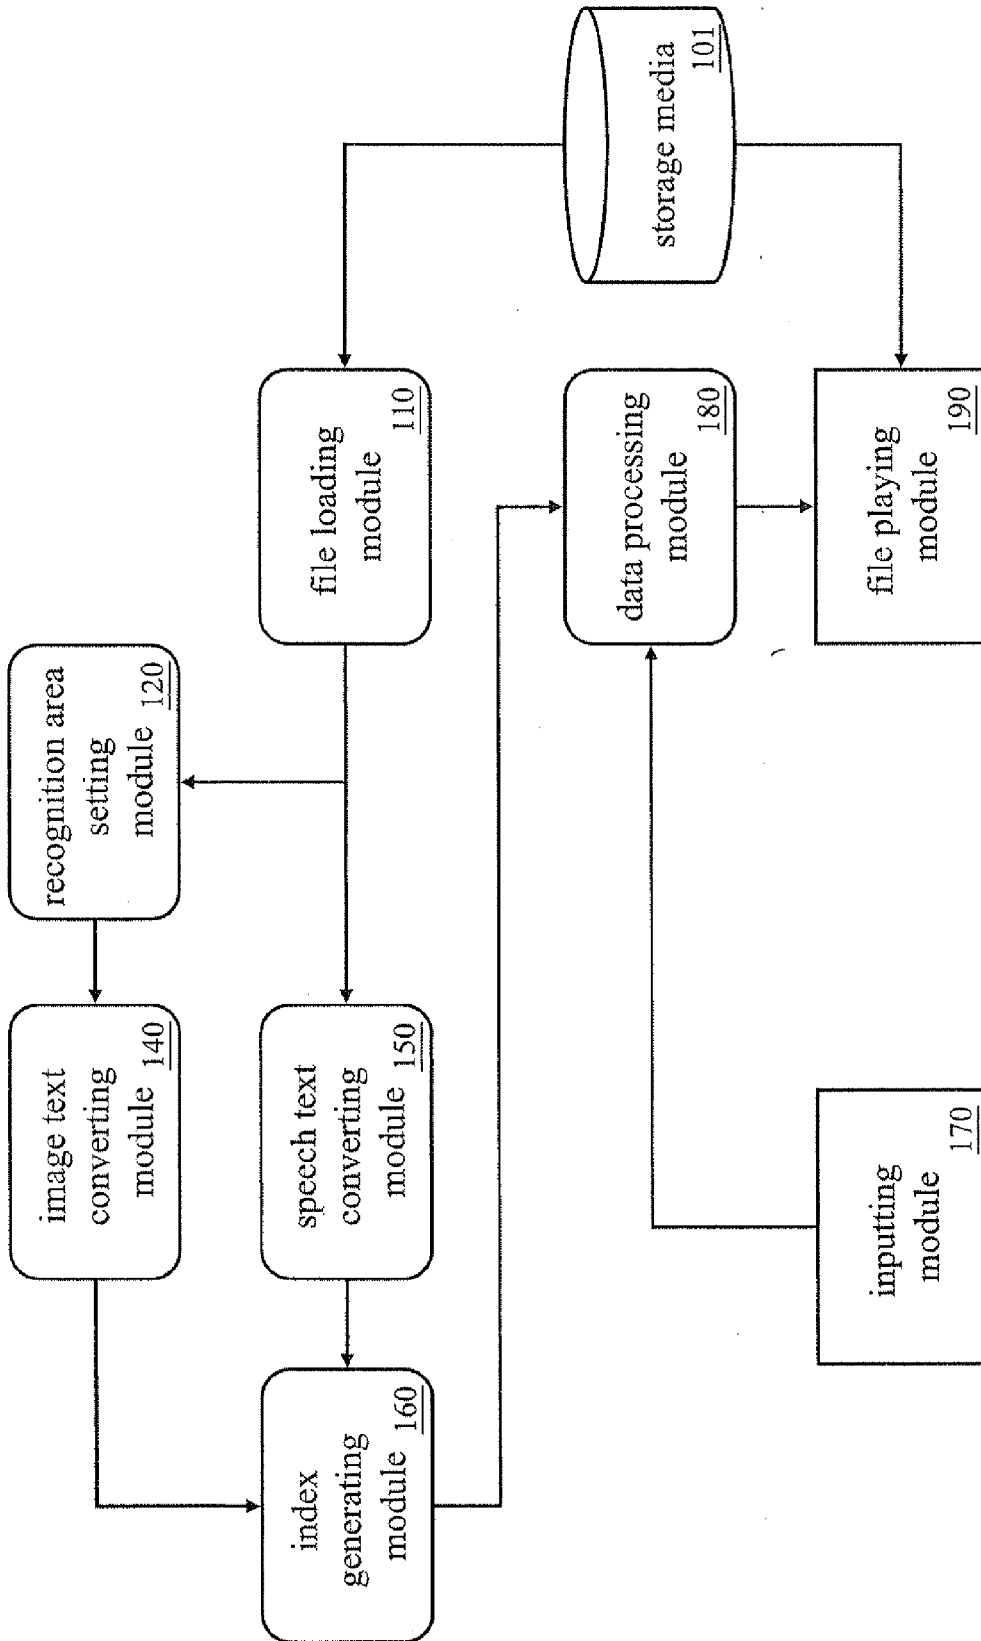 recognition area
setting
module 120
image text
converting
module 140
file loading
module
110
speech text
converting
module 150
index
generating
module 160
storage media
101
data processing
module
180
file playing
module
190
inputting
module
170